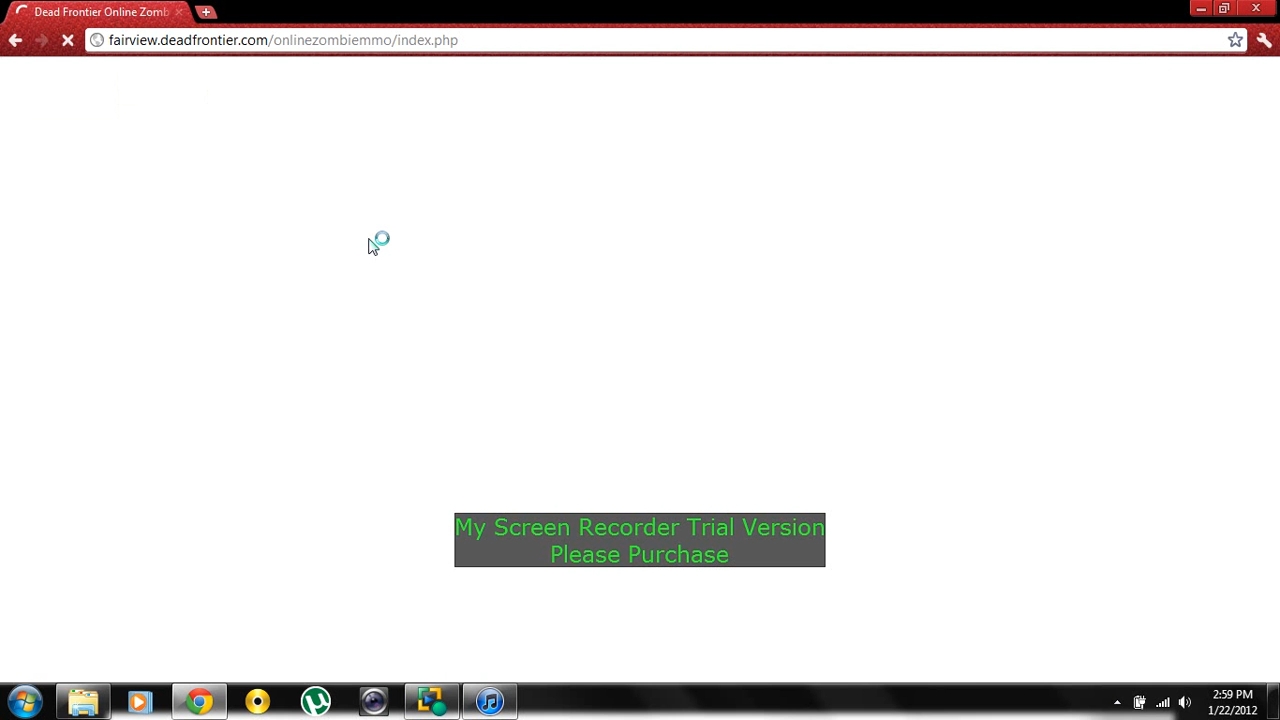 Dead Frontier Online Zomb
fairview.deadfrontier.com/onlinezombiemmo/index.php
My Screen Recorder Trial Version
Please Purchase
2:59 PM
1/22/2012